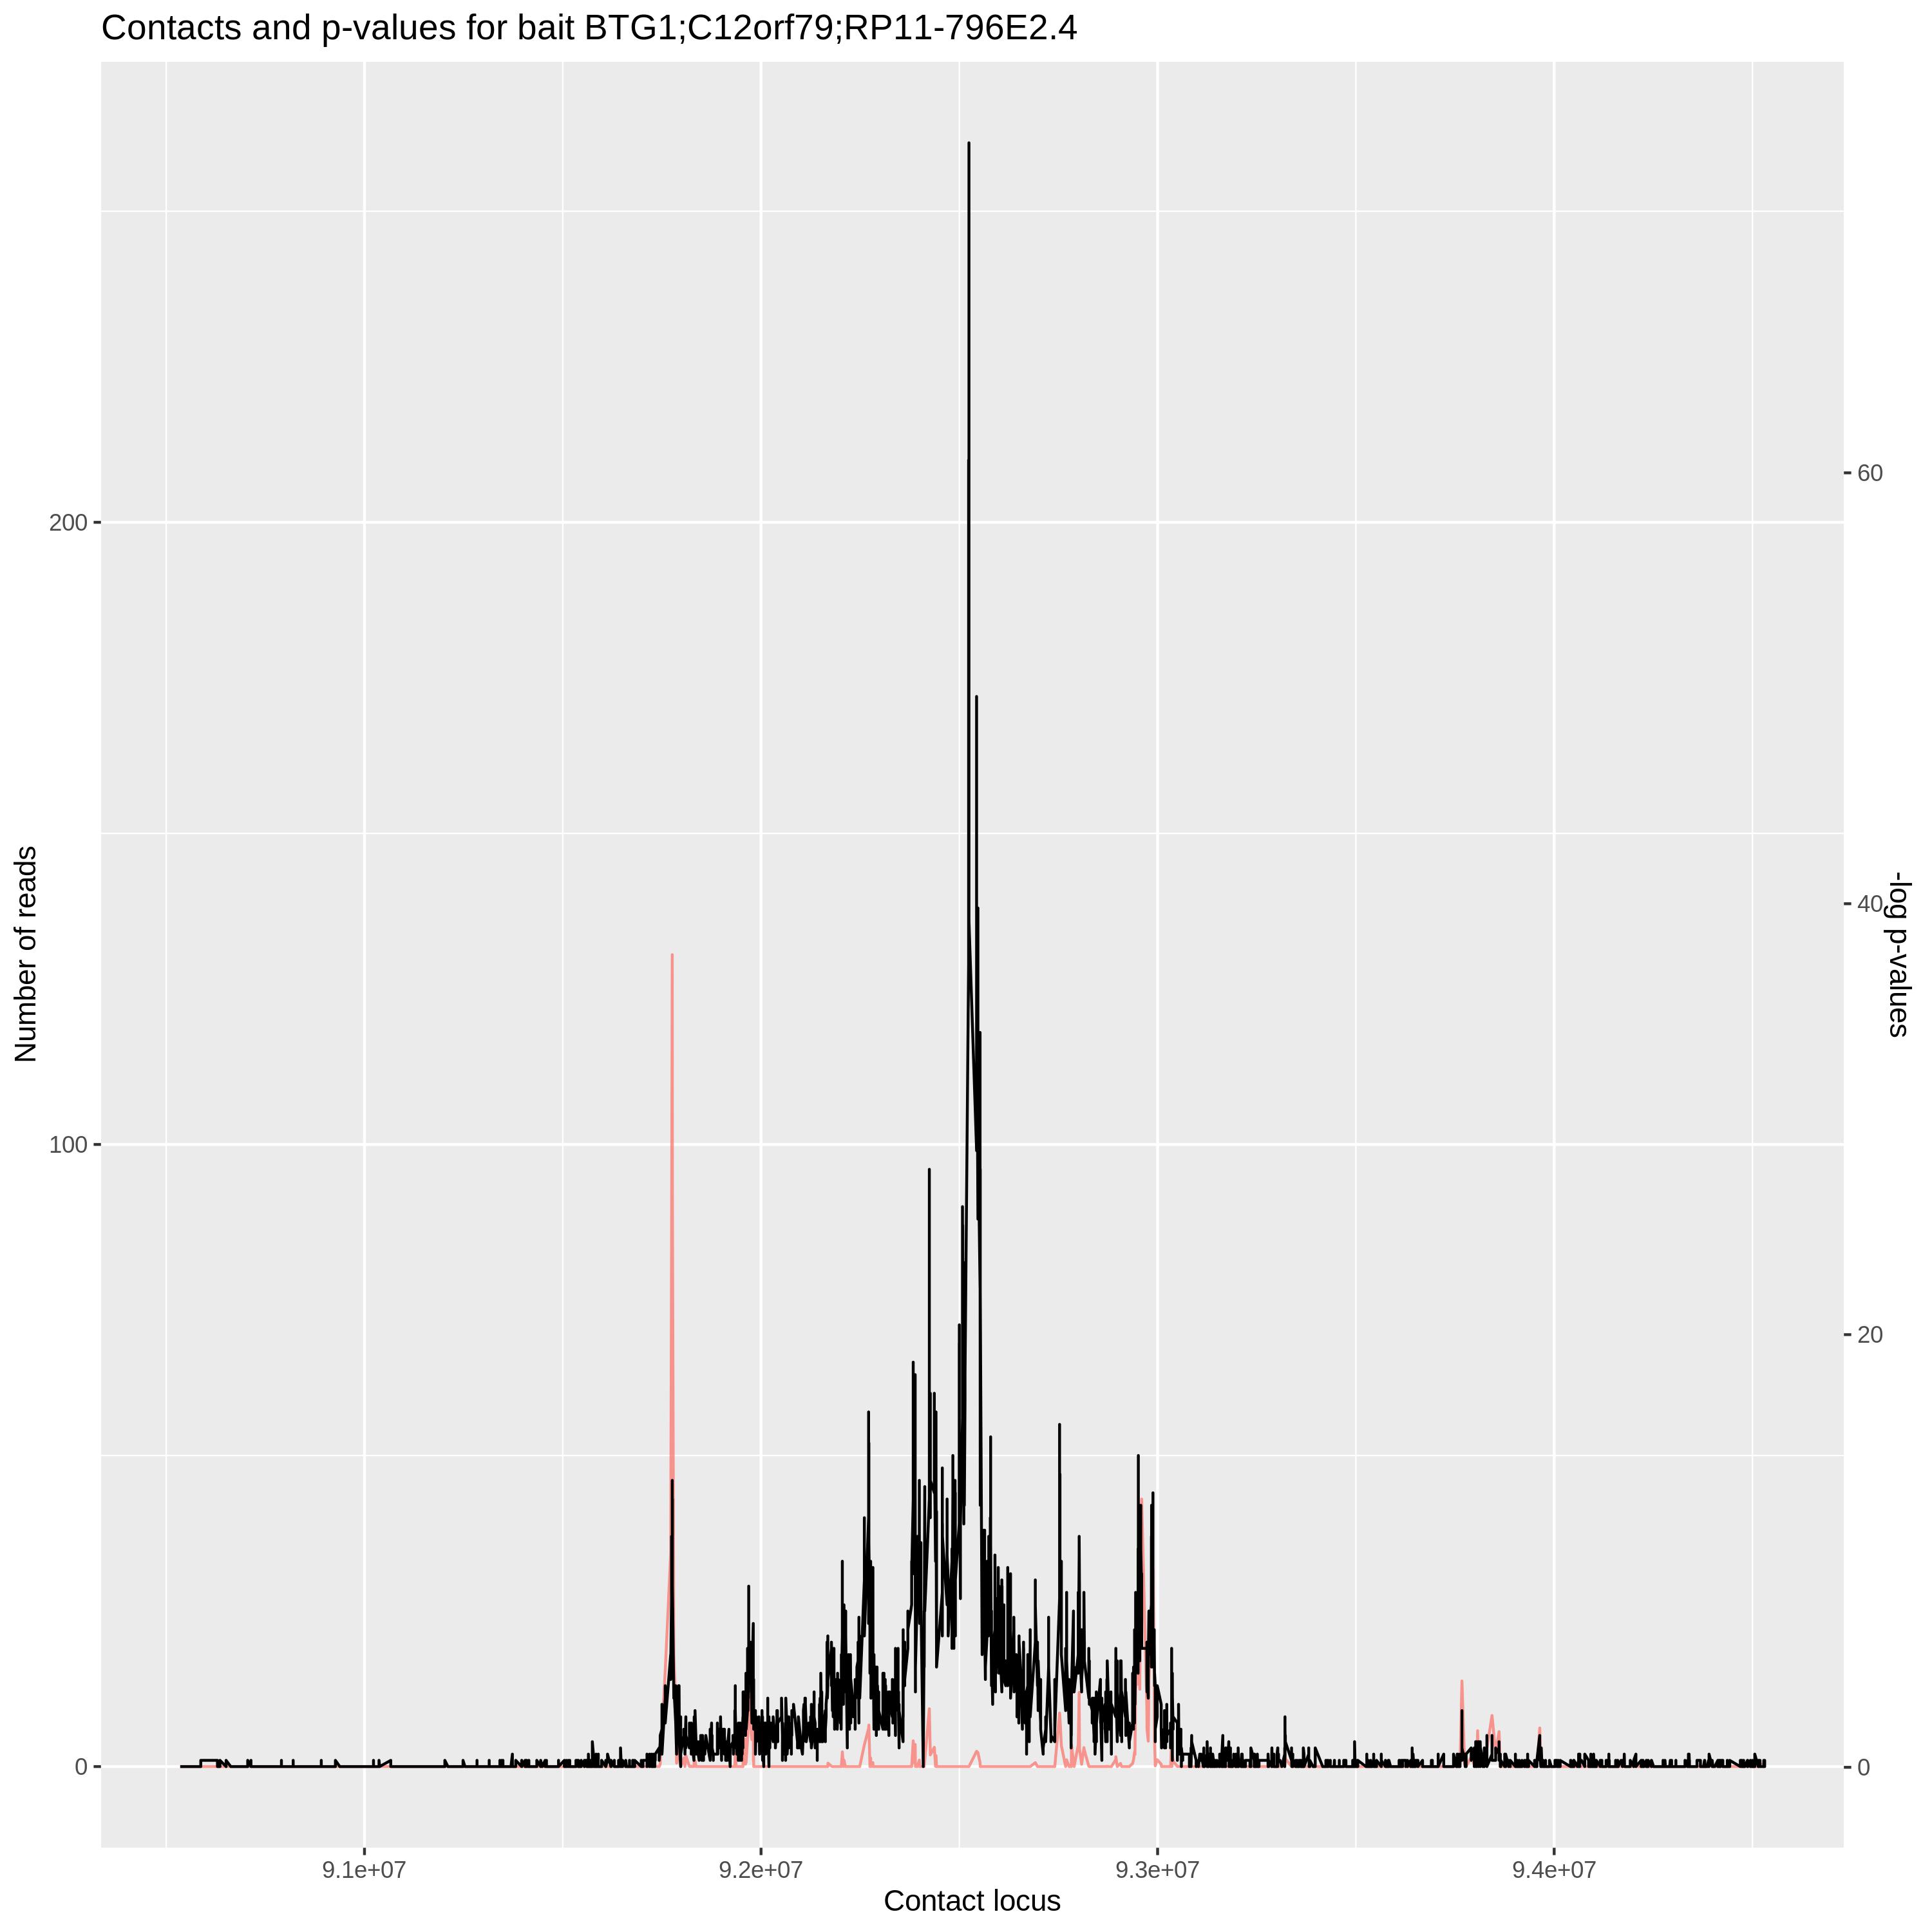 Contacts and p-values for bait BTG1;C12orf79;RP11-796E2.4
Number of reads
200
100
0
60
40
20
0
-log p-values
9.1e+07
9.2e+07
9.3e+07
9.4e+07
Contact locus